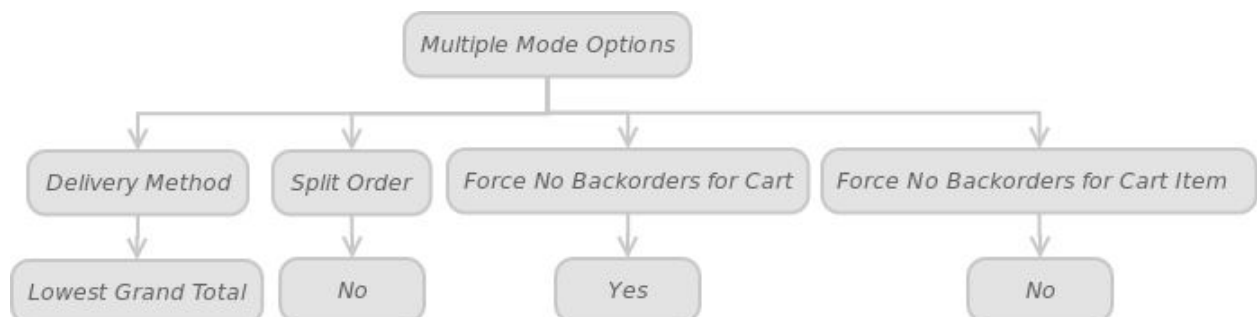 Multiple Mode Options
Delivery Method
Split Order
Force No Backorders for Cart
Force No Backorders for Cart Item
Lowest Grand Total
No
Yes
No